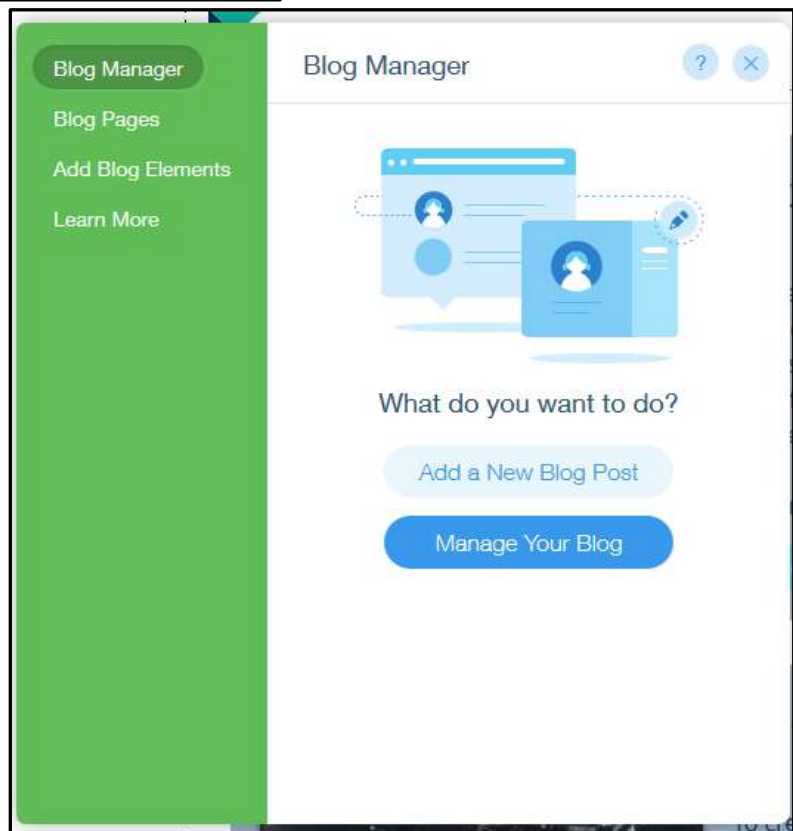 Blog Manager
Blog Pages
Add Blog Elements
Learn More
Blog Manager
?
What do you want to do?
Add a New Blog Post
Manage Your Blog